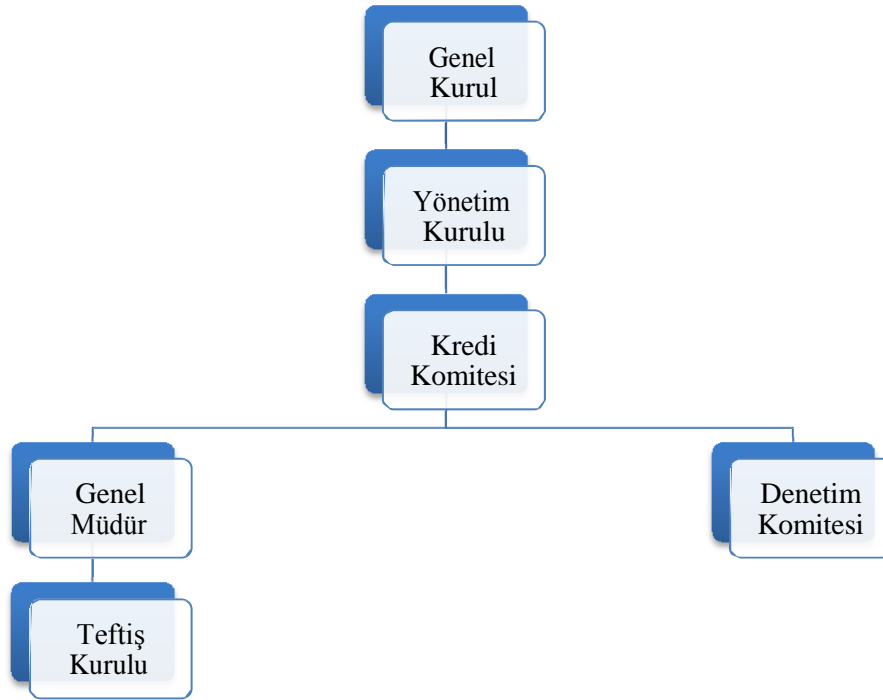 Genel
Kurul
Yönetim
Kurulu
Kredi
Komitesi
Genel
Müdür
Denetim
Komitesi
Teftiş
Kurulu